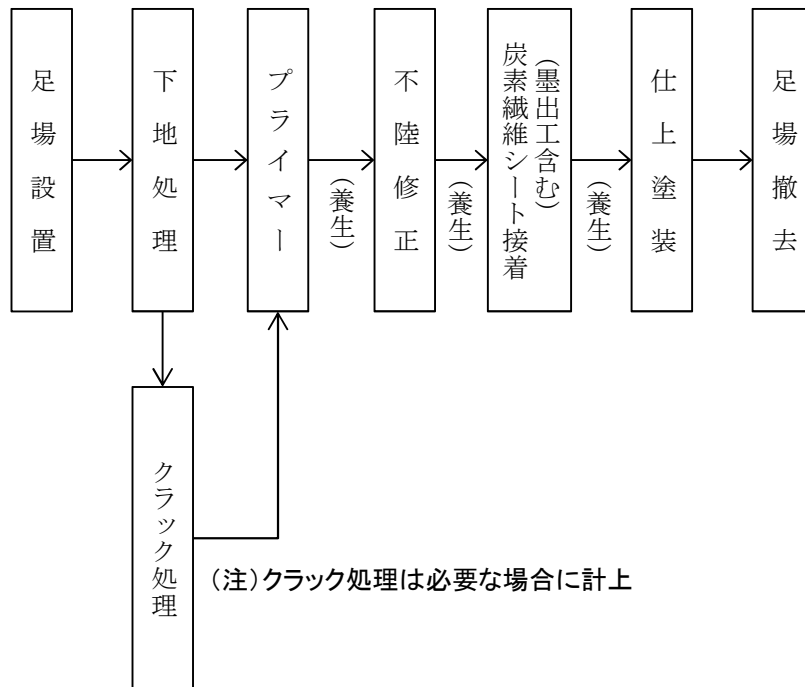 足場設置
下地処理
プライマー
(養生)
不陸修正
(養生)
炭素繊維シート接着
(墨出工含む)
(養生)
仕上塗装
足場撤去
クラック処理
(注)クラック処理は必要な場合に計上